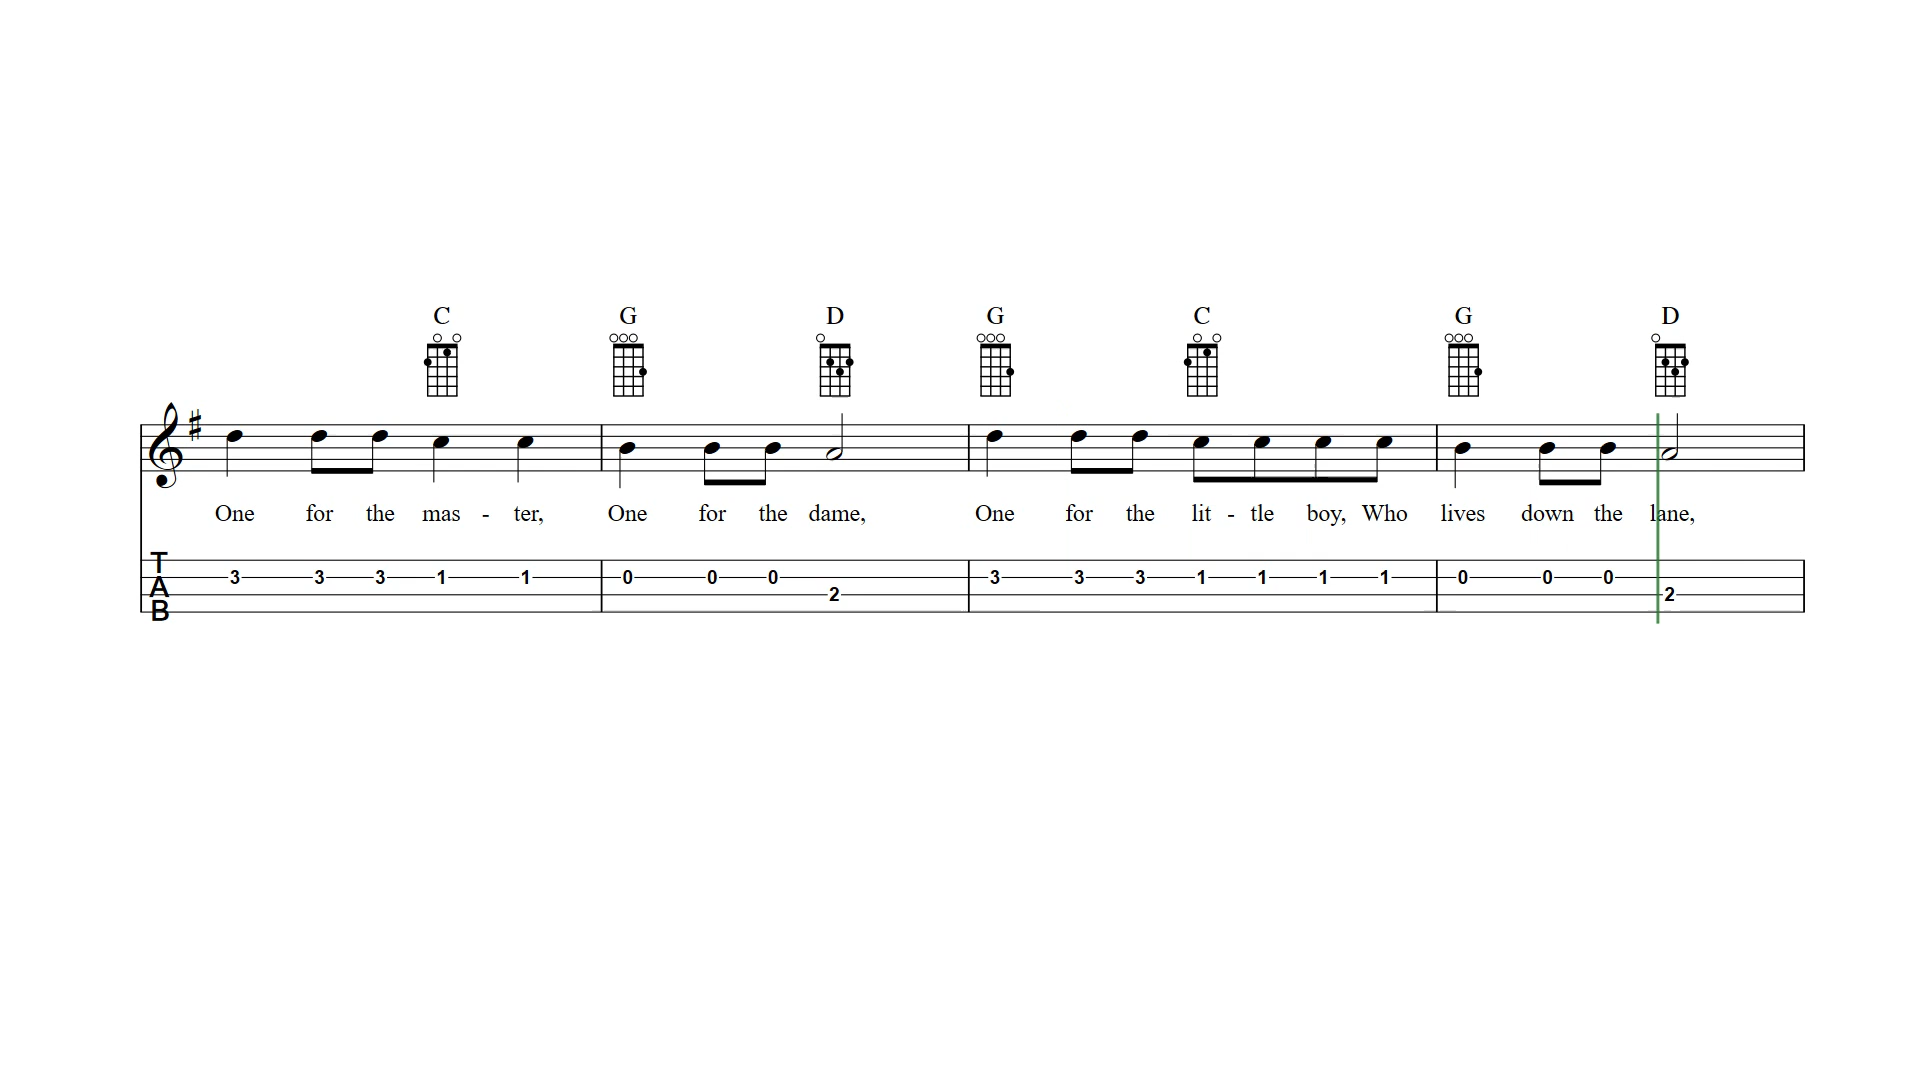 C G D G C G D
One for the mas - ter, One for the dame, One for the lit - tle boy, Who lives down the lane,
T 3 3 3 1 1 0 0 0 3 3 3 1 1 1 1 0 0 0
A 2 2
B